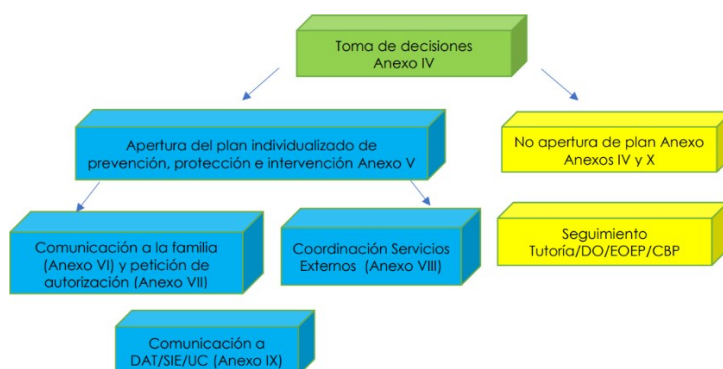 Toma de decisiones
Anexo IV
Apertura del plan individualizado de
prevención, protección e intervención Anexo V
No apertura de plan Anexo
Anexos IV y X
Comunicación a la familia
(Anexo VI) y petición de
autorización (Anexo VII)
Coordinación Servicios
Externos (Anexo VIII)
Seguimiento
Tutoría/DO/EOEP/CBP
Comunicación a
DAT/SIE/UC (Anexo IX)